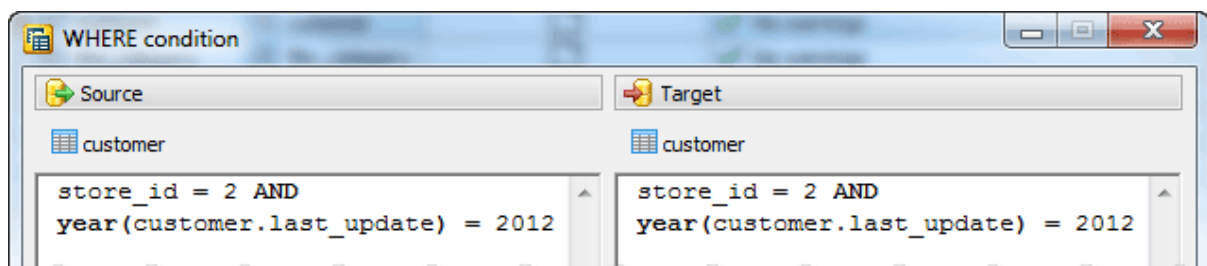 WHERE condition
Source
Target
customer
customer
store_id = 2 AND
year(customer.last_update) = 2012
store_id = 2 AND
year(customer.last_update) = 2012